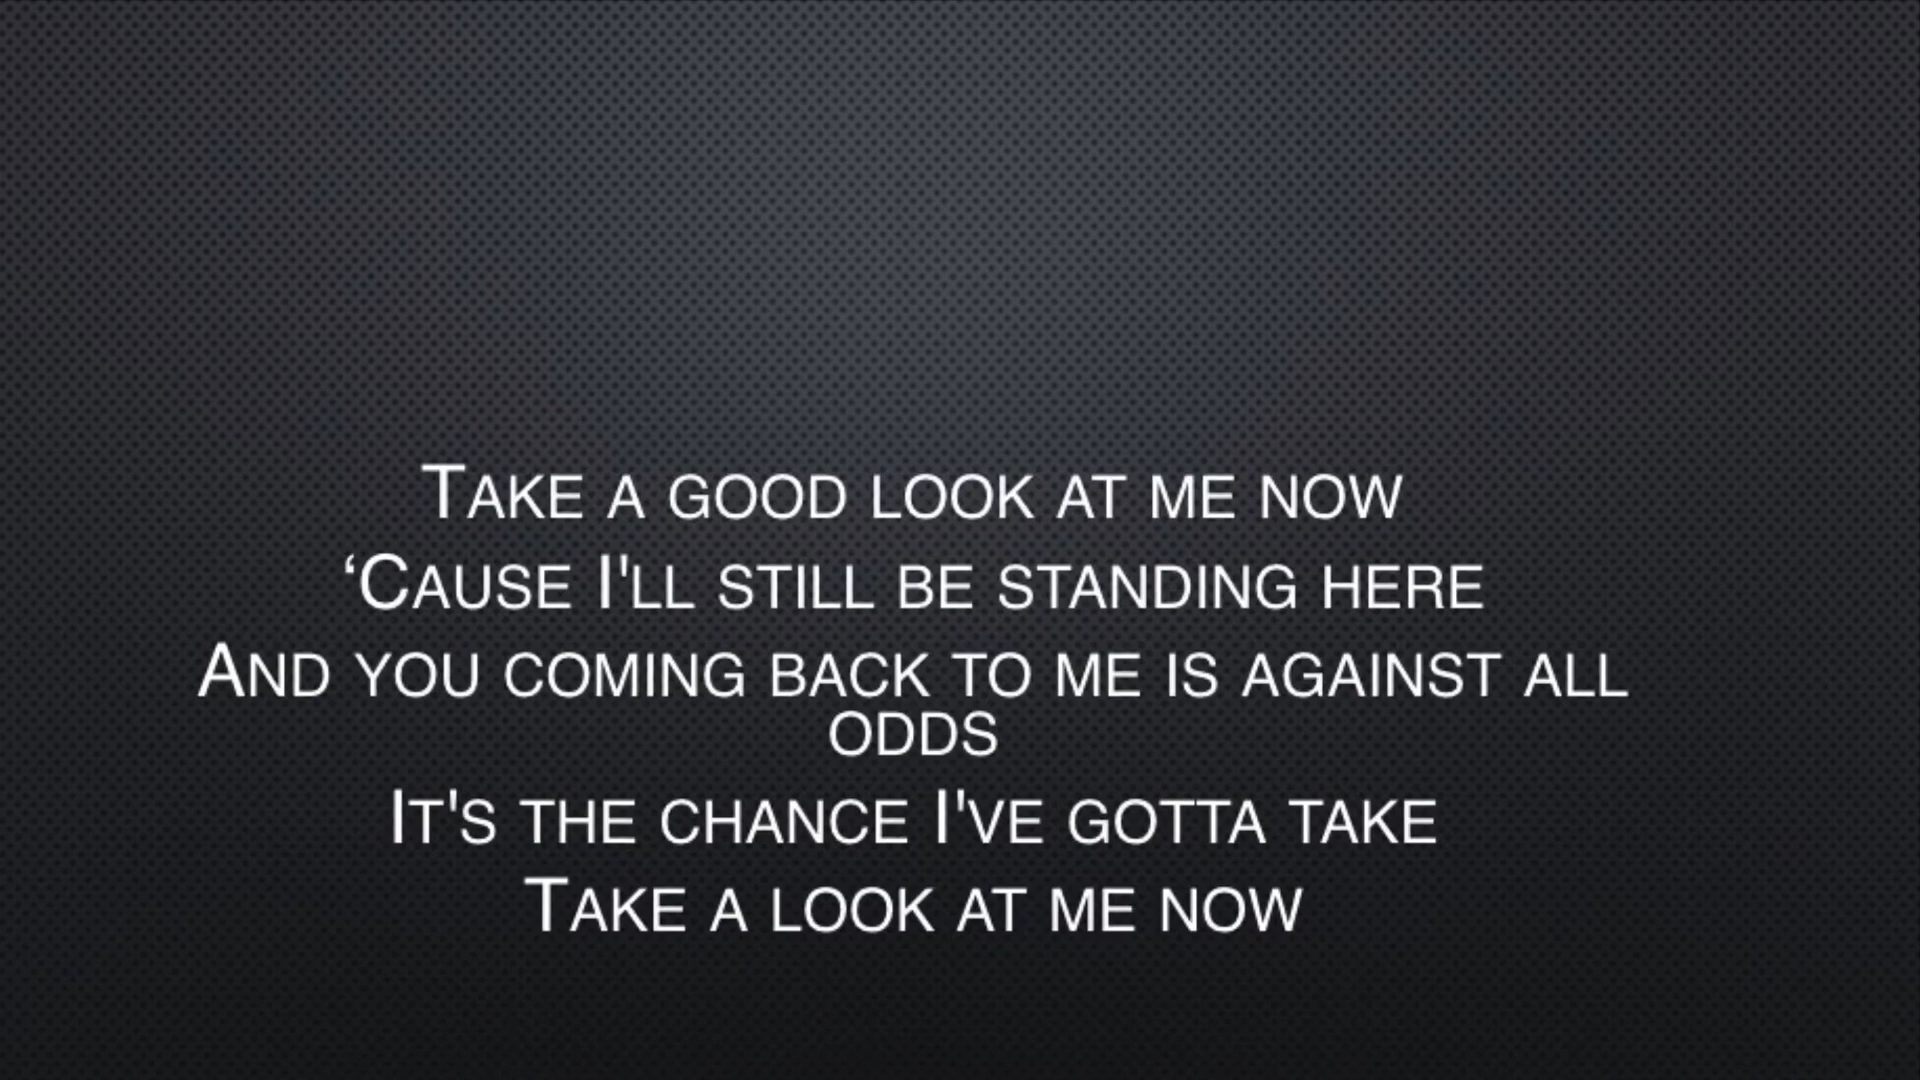 Take a good look at me now
‘Cause I'll still be standing here
And you coming back to me is against all
odds
It's the chance I've gotta take
Take a look at me now